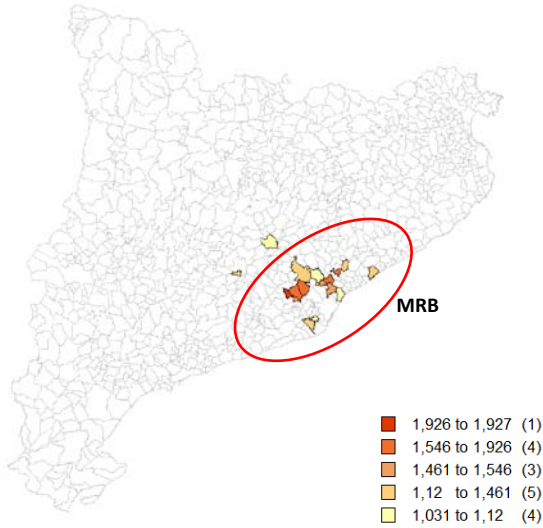 MRB
1,926 to 1,927 (1)
1,546 to 1,926 (4)
1,461 to 1,546 (3)
1,12 to 1,461 (5)
1,031 to 1,12 (4)